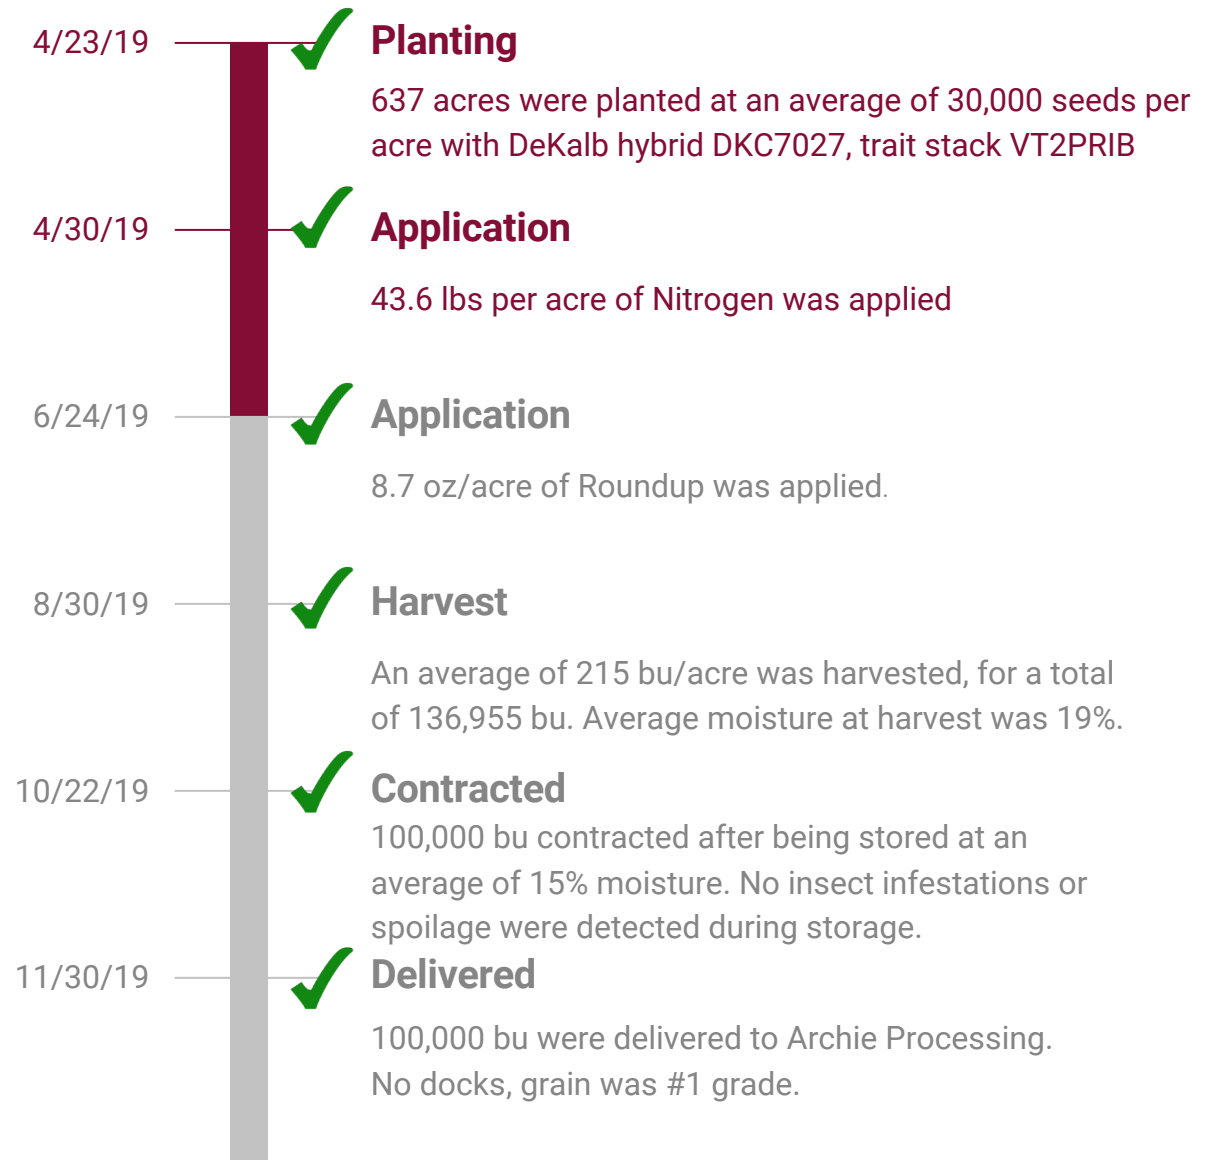 4/23/19
Planting
637 acres were planted at an average of 30,000 seeds per
acre with DeKalb hybrid DKC7027, trait stack VT2PRIB
4/30/19
Application
43.6 lbs per acre of Nitrogen was applied
6/24/19
Application
8.7 oz/acre of Roundup was applied.
8/30/19
Harvest
An average of 215 bu/acre was harvested, for a total
of 136,955 bu. Average moisture at harvest was 19%.
10/22/19
Contracted
100,000 bu contracted after being stored at an
average of 15% moisture. No insect infestations or
spoilage were detected during storage.
11/30/19
Delivered
100,000 bu were delivered to Archie Processing.
No docks, grain was #1 grade.